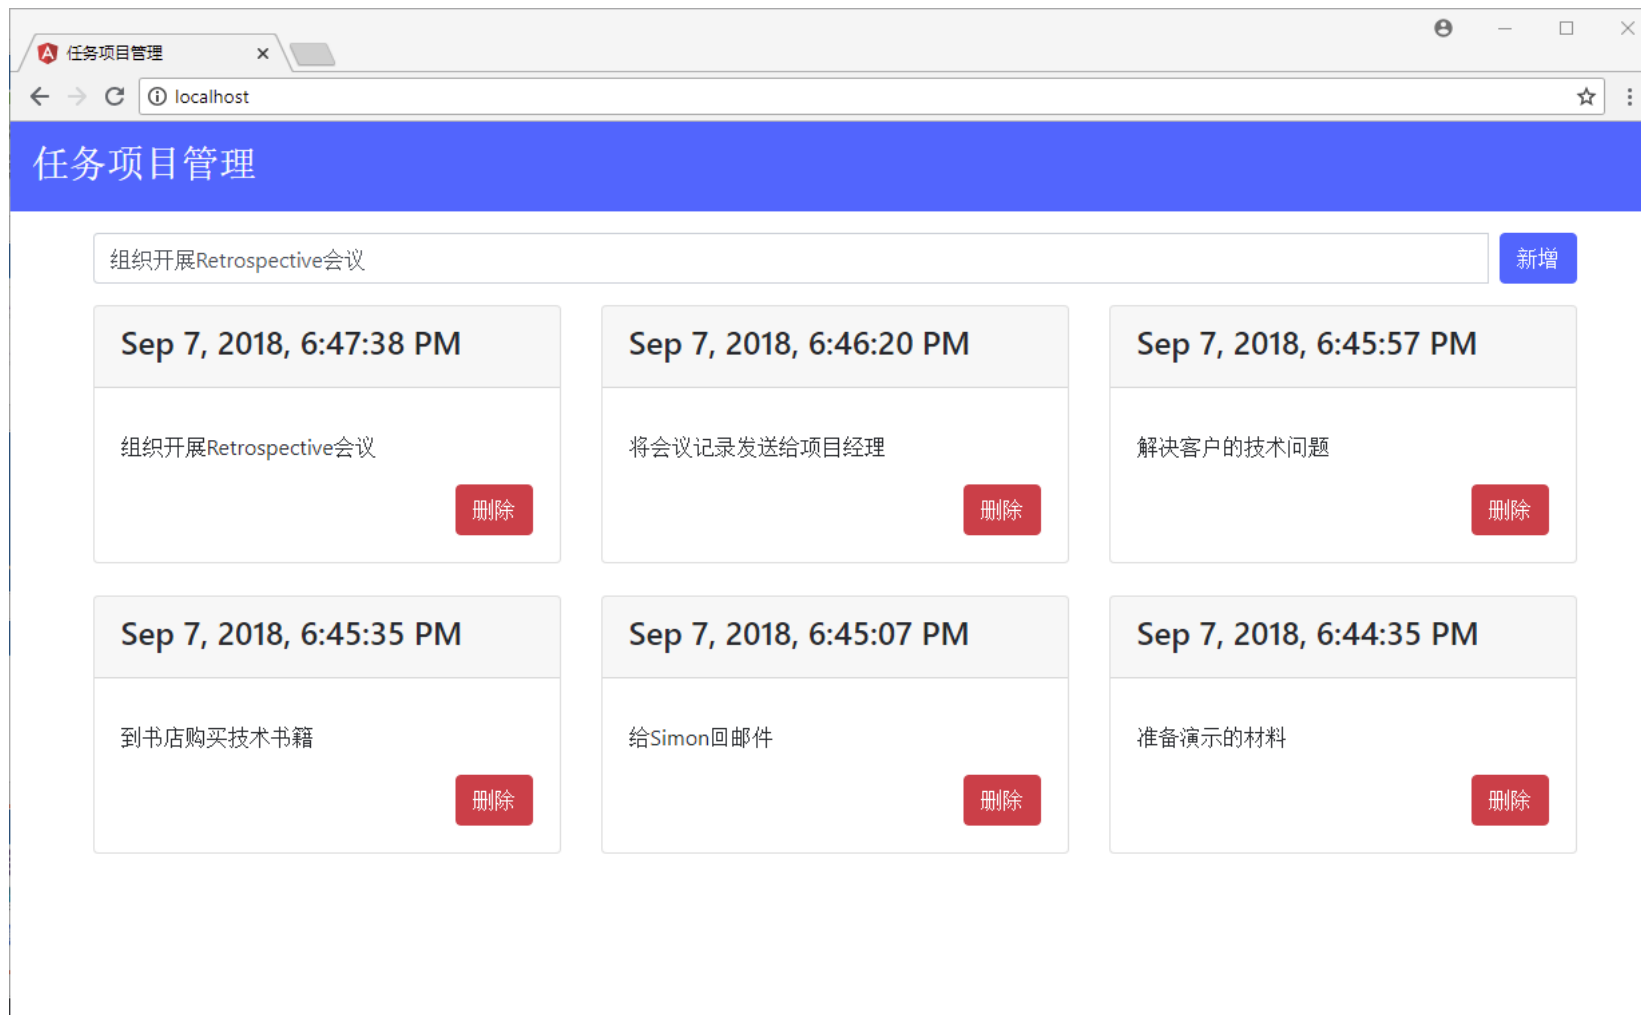 任务项目管理
localhost
任务项目管理
组织开展Retrospective会议
新增
Sep 7, 2018, 6:47:38 PM
Sep 7, 2018, 6:46:20 PM
Sep 7, 2018, 6:45:57 PM
组织开展Retrospective会议
将会议记录发送给项目经理
解决客户的技术问题
删除
删除
删除
Sep 7, 2018, 6:45:35 PM
Sep 7, 2018, 6:45:07 PM
Sep 7, 2018, 6:44:35 PM
到书店购买技术书籍
给Simon回邮件
准备演示的材料
删除
删除
删除